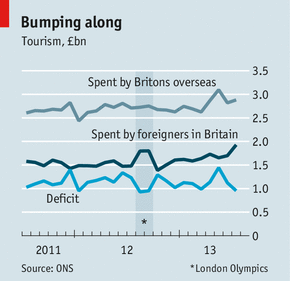 Bumping along
Tourism, £bn
Spent by Britons overseas
Spent by foreigners in Britain
Deficit
*
3.5
3.0
2.5
2.0
1.5
1.0
0.5
0
2011 12 13
Source: ONS *London Olympics